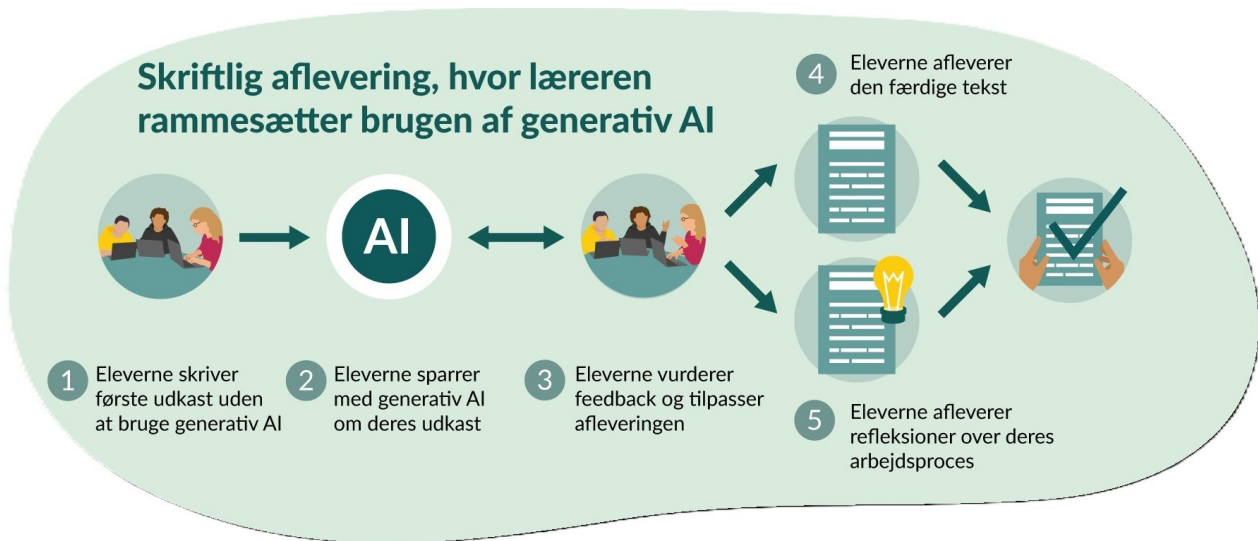 Skriftlig aflevering, hvor læreren
rammesætter brugen af generativ AI
AI
1
Eleverne skriver
første udkast uden
at bruge generativ AI
2
Eleverne sparrer
med generativ AI
om deres udkast
3
Eleverne vurderer
feedback og tilpasser
afleveringen
4
Eleverne afleverer
den færdige tekst
5
Eleverne afleverer
refleksioner over deres
arbejdsproces